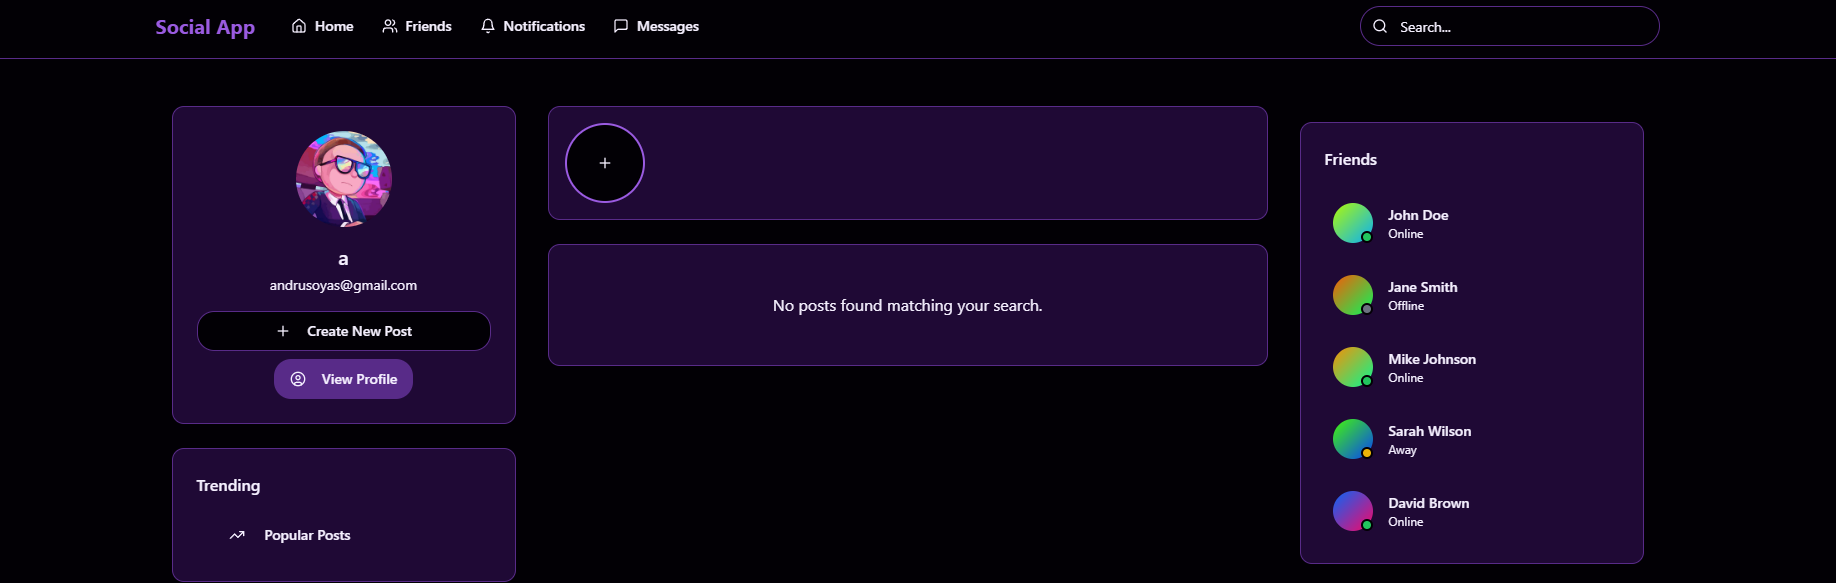 Social App
Home
Friends
Notifications
Messages
Search...
a
andrusoyas@gmail.com
Create New Post
View Profile
Trending
Popular Posts
No posts found matching your search.
Friends
John Doe
Online
Jane Smith
Offline
Mike Johnson
Online
Sarah Wilson
Away
David Brown
Online